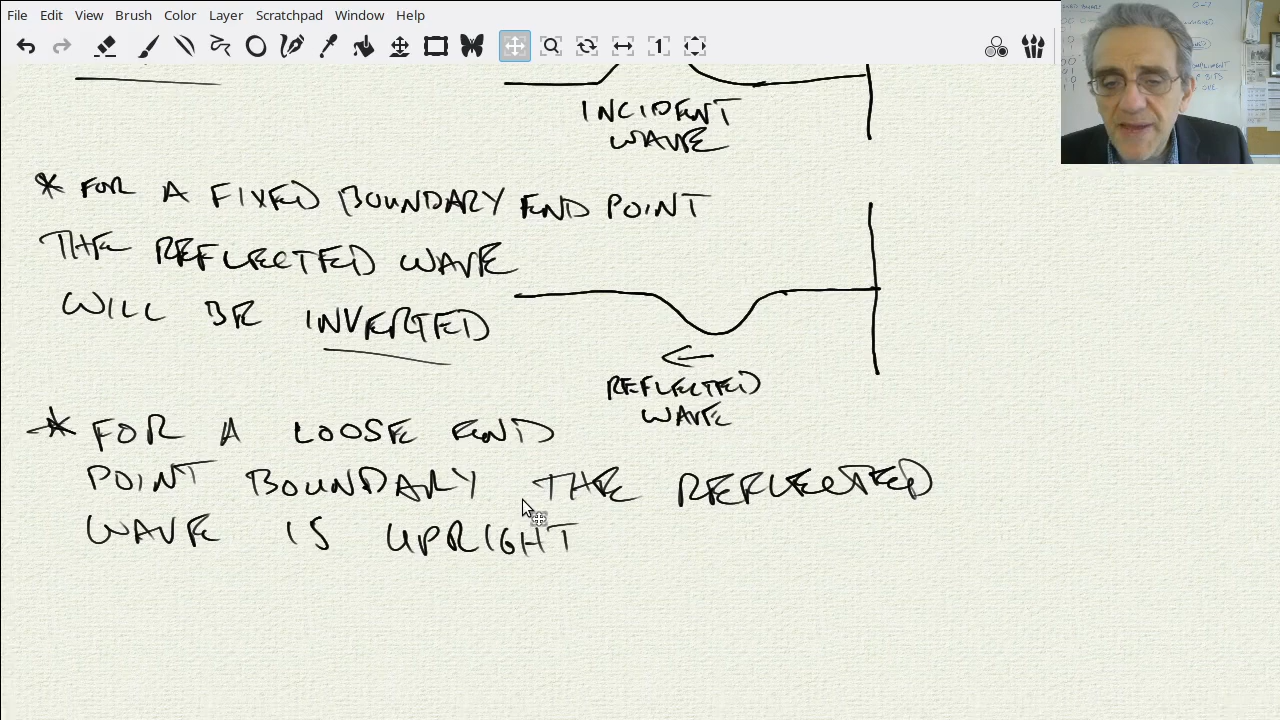 File Edit View Brush Color Layer Scratchpad Window Help
INCIDENT
WAVE
* FOR A FIXED BOUNDARY END POINT
THE REFLECTED WAVE
WILL BE INVERTED
REFLECTED
WAVE
* FOR A LOOSE END
POINT BOUNDARY THE REFLECTED
WAVE IS UPRIGHT